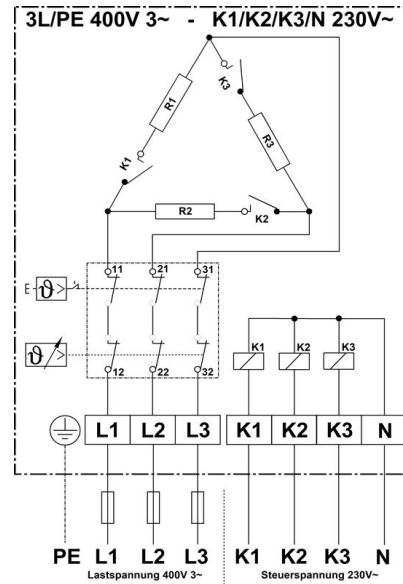 3L/PE 400V 3~ - K1/K2/K3/N 230V~
R1
K3
K1
R3
R2
K2
11 21 31
E
ϑ >
ϑ >
12 22 32
K1 K2 K3
L1 L2 L3 K1 K2 K3 N
PE L1 L2 L3 K1 K2 K3 N
Lastspannung 400V 3~ Steuerspannung 230V~